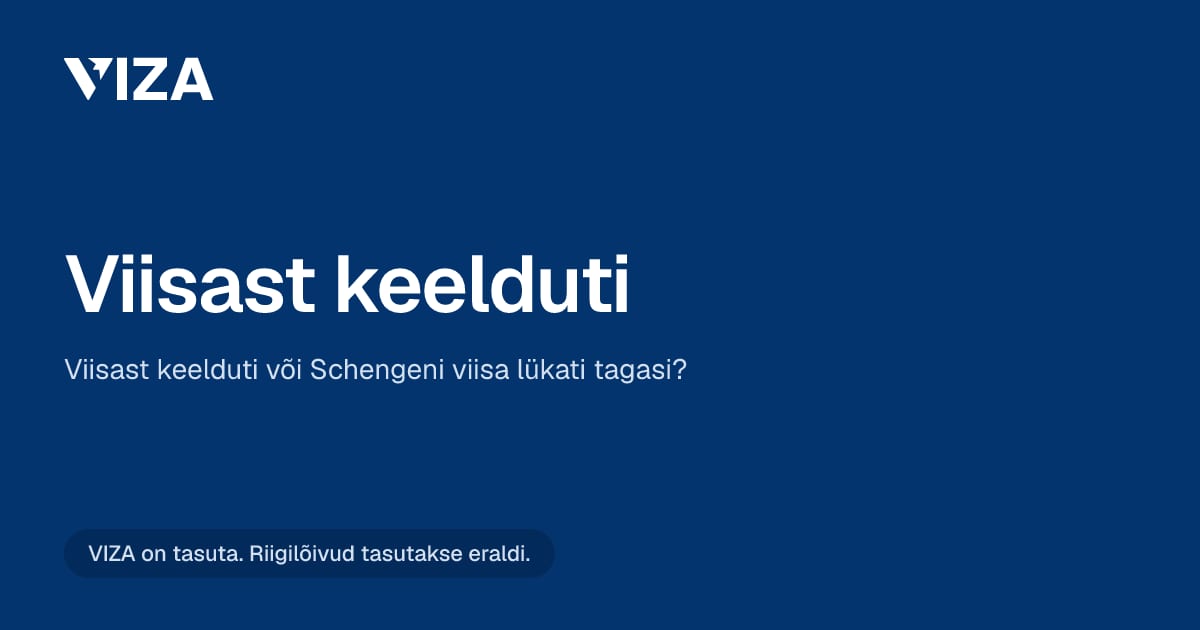 VIZA
Viisast keelduti
Viisast keelduti või Schengeni viisa lükati tagasi?
VIZA on tasuta. Riigilõivud tasutakse eraldi.